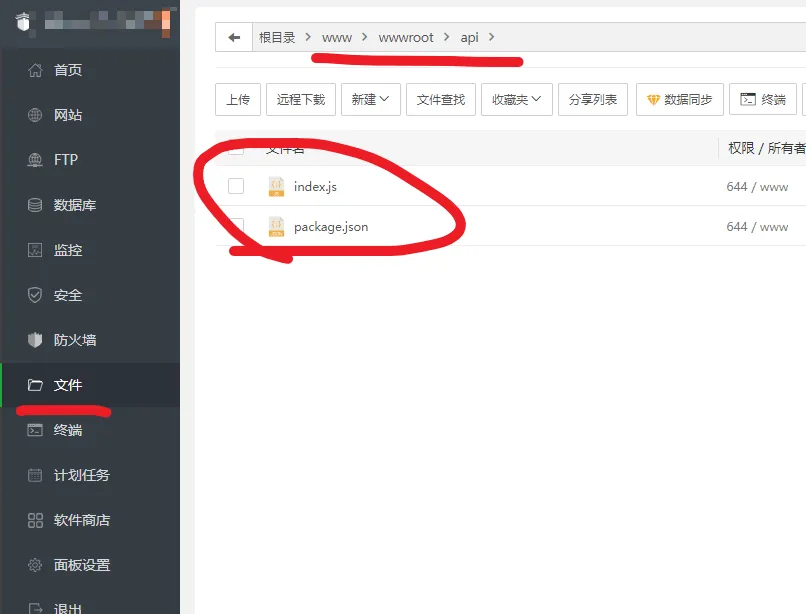 根目录 > www > wwwroot > api >
上传 远程下载 新建 文件查找 收藏夹 分享列表 数据同步 终端
文件名 权限 / 所有者
index.js 644 / www
package.json 644 / www
首页
网站
FTP
数据库
监控
安全
防火墙
文件
终端
计划任务
软件商店
面板设置
退出